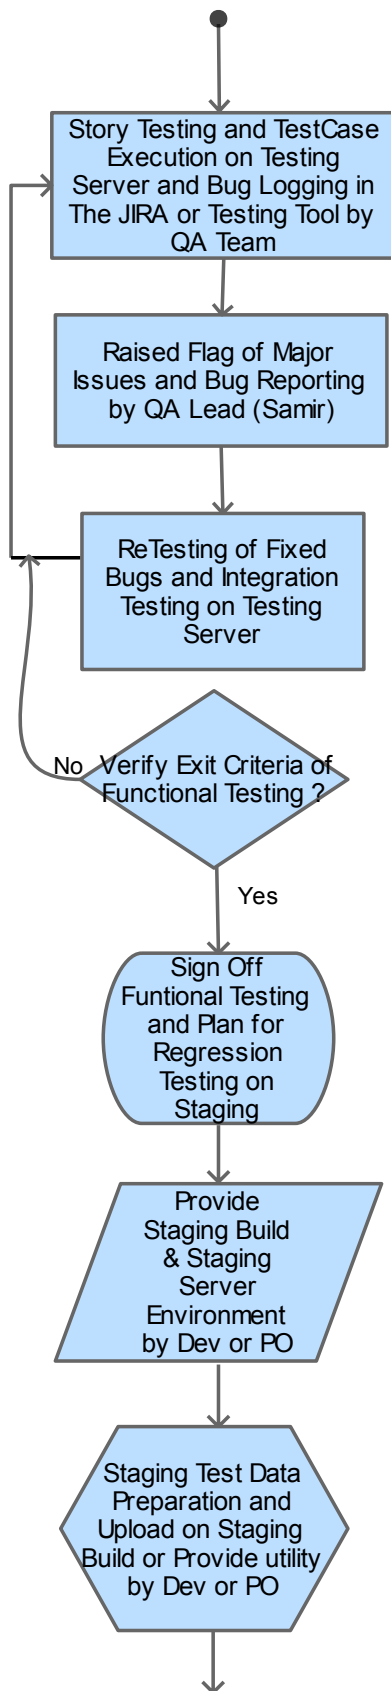 Story Testing and TestCase
Execution on Testing
Server and Bug Logging in
The JIRA or Testing Tool by
QA Team
Raised Flag of Major
Issues and Bug Reporting
by QA Lead (Samir)
ReTesting of Fixed
Bugs and Integration
Testing on Testing
Server
No
Verify Exit Criteria of
Functional Testing ?
Yes
Sign Off
Funtional Testing
and Plan for
Regression
Testing on
Staging
Provide
Staging Build
& Staging
Server
Environment
by Dev or PO
Staging Test Data
Preparation and
Upload on Staging
Build or Provide utility
by Dev or PO